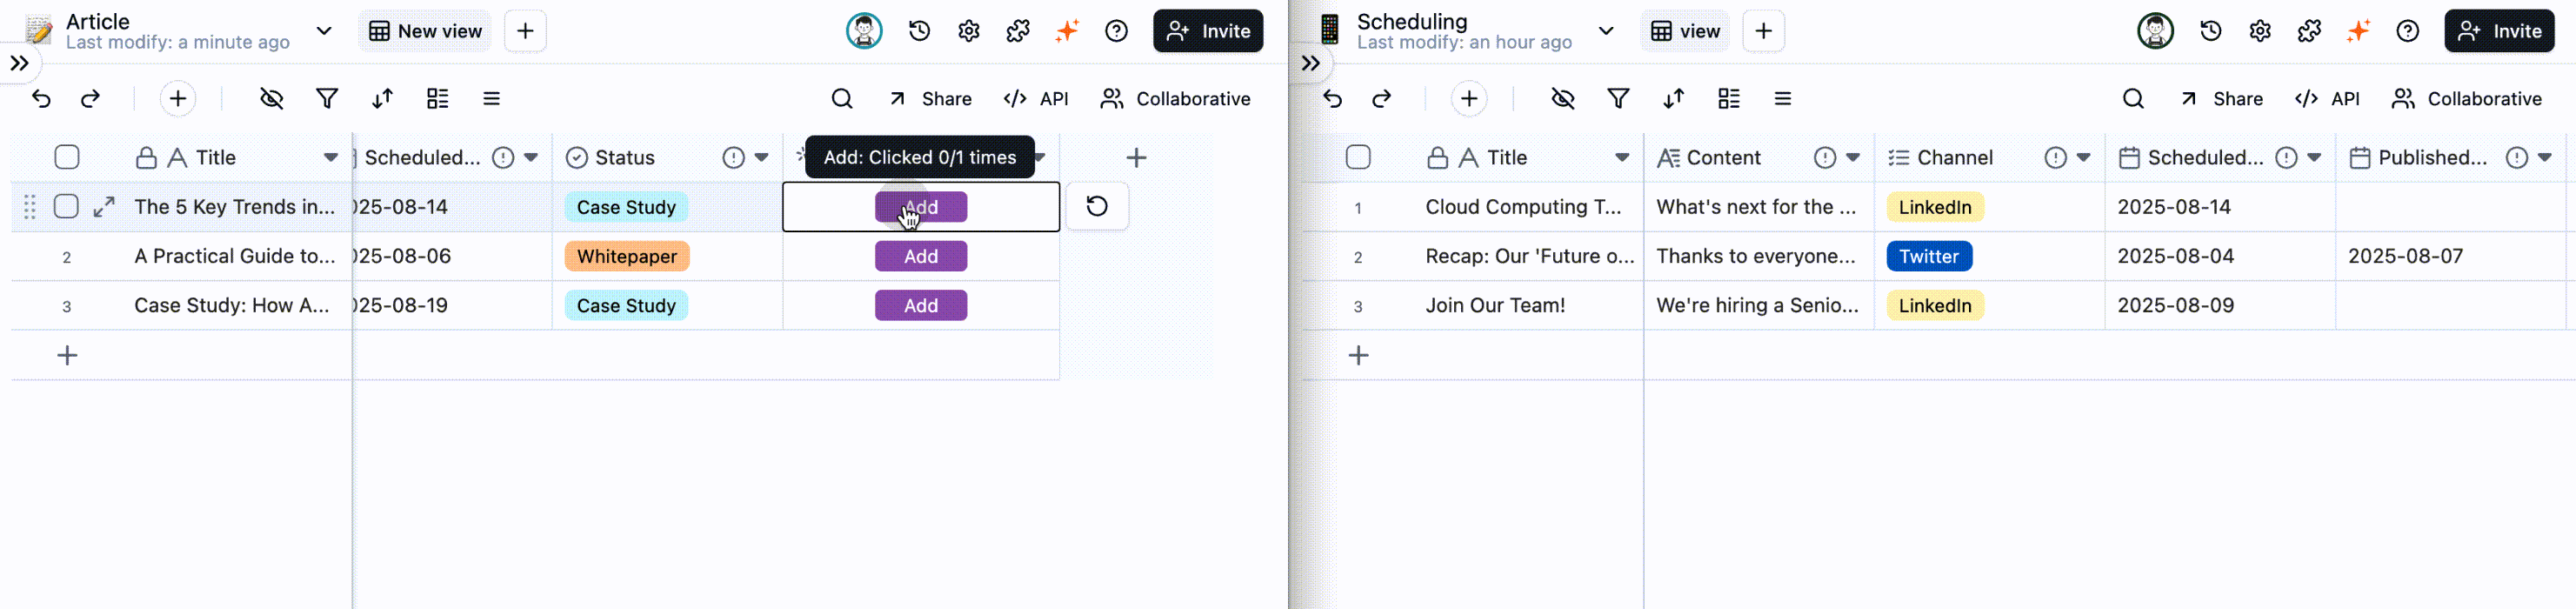 Article
Last modify: a minute ago
New view
Invite
Share
API
Collaborative
Title
Scheduled...
Status
Add: Clicked 0/1 times
The 5 Key Trends in...
025-08-14
Case Study
Add
2
A Practical Guide to...
025-08-06
Whitepaper
Add
3
Case Study: How A...
025-08-19
Case Study
Add
Scheduling
Last modify: an hour ago
view
Invite
Share
API
Collaborative
Title
Content
Channel
Scheduled...
Published...
1
Cloud Computing T...
What's next for the ...
LinkedIn
2025-08-14
2
Recap: Our 'Future o...
Thanks to everyone...
Twitter
2025-08-04
2025-08-07
3
Join Our Team!
We're hiring a Senio...
LinkedIn
2025-08-09